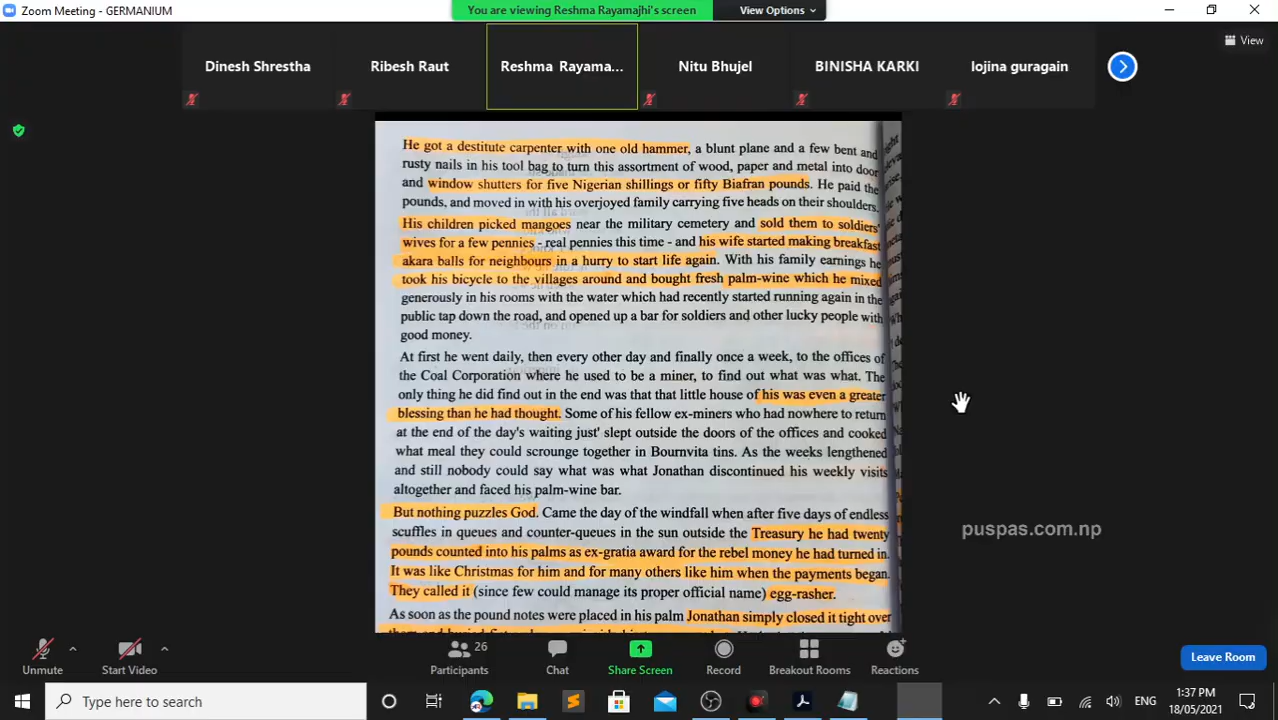 Zoom Meeting - GERMANIUM
You are viewing Reshma Rayamajhi's screen
View Options
View
Dinesh Shrestha
Ribesh Raut
Reshma Rayama...
Nitu Bhujel
BINISHA KARKI
lojina guragain
He got a destitute carpenter with one old hammer, a blunt plane and a few bent and
rusty nails in his tool bag to turn this assortment of wood, paper and metal into door
and window shutters for five Nigerian shillings or fifty Biafran pounds. He paid the
pounds, and moved in with his overjoyed family carrying five heads on their shoulders.
His children picked mangoes near the military cemetery and sold them to soldiers'
wives for a few pennies - real pennies this time - and his wife started making breakfast
akara balls for neighbours in a hurry to start life again. With his family earnings he
took his bicycle to the villages around and bought fresh palm-wine which he mixed
generously in his rooms with the water which had recently started running again in the
public tap down the road, and opened up a bar for soldiers and other lucky people with
good money.
At first he went daily, then every other day and finally once a week, to the offices of
the Coal Corporation where he used to be a miner, to find out what was what. The
only thing he did find out in the end was that that little house of his was even a greater
blessing than he had thought. Some of his fellow ex-miners who had nowhere to return
at the end of the day's waiting just' slept outside the doors of the offices and cooked
what meal they could scrounge together in Bournvita tins. As the weeks lengthened
and still nobody could say what was what Jonathan discontinued his weekly visits
altogether and faced his palm-wine bar.
But nothing puzzles God. Came the day of the windfall when after five days of endless
scuffles in queues and counter-queues in the sun outside the Treasury he had twenty
pounds counted into his palms as ex-gratia award for the rebel money he had turned in.
It was like Christmas for him and for many others like him when the payments began.
They called it (since few could manage its proper official name) egg-rasher.
As soon as the pound notes were placed in his palm Jonathan simply closed it tight over
puspas.com.np
Unmute
Start Video
Participants
26
Chat
Share Screen
Record
Breakout Rooms
Reactions
Leave Room
Type here to search
ENG
1:37 PM
18/05/2021